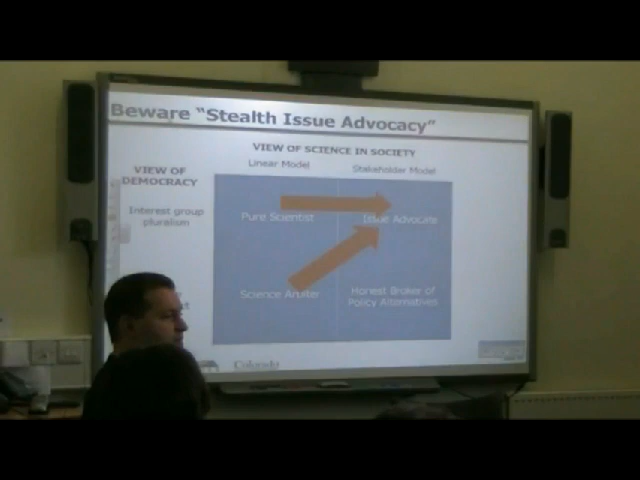 Beware "Stealth Issue Advocacy"
VIEW OF SCIENCE IN SOCIETY
Linear Model
Stakeholder Model
VIEW OF
DEMOCRACY
Interest group
pluralism
Pure Scientist
Issue Advocate
Science Arbiter
Honest Broker of
Policy Alternatives
Colorado